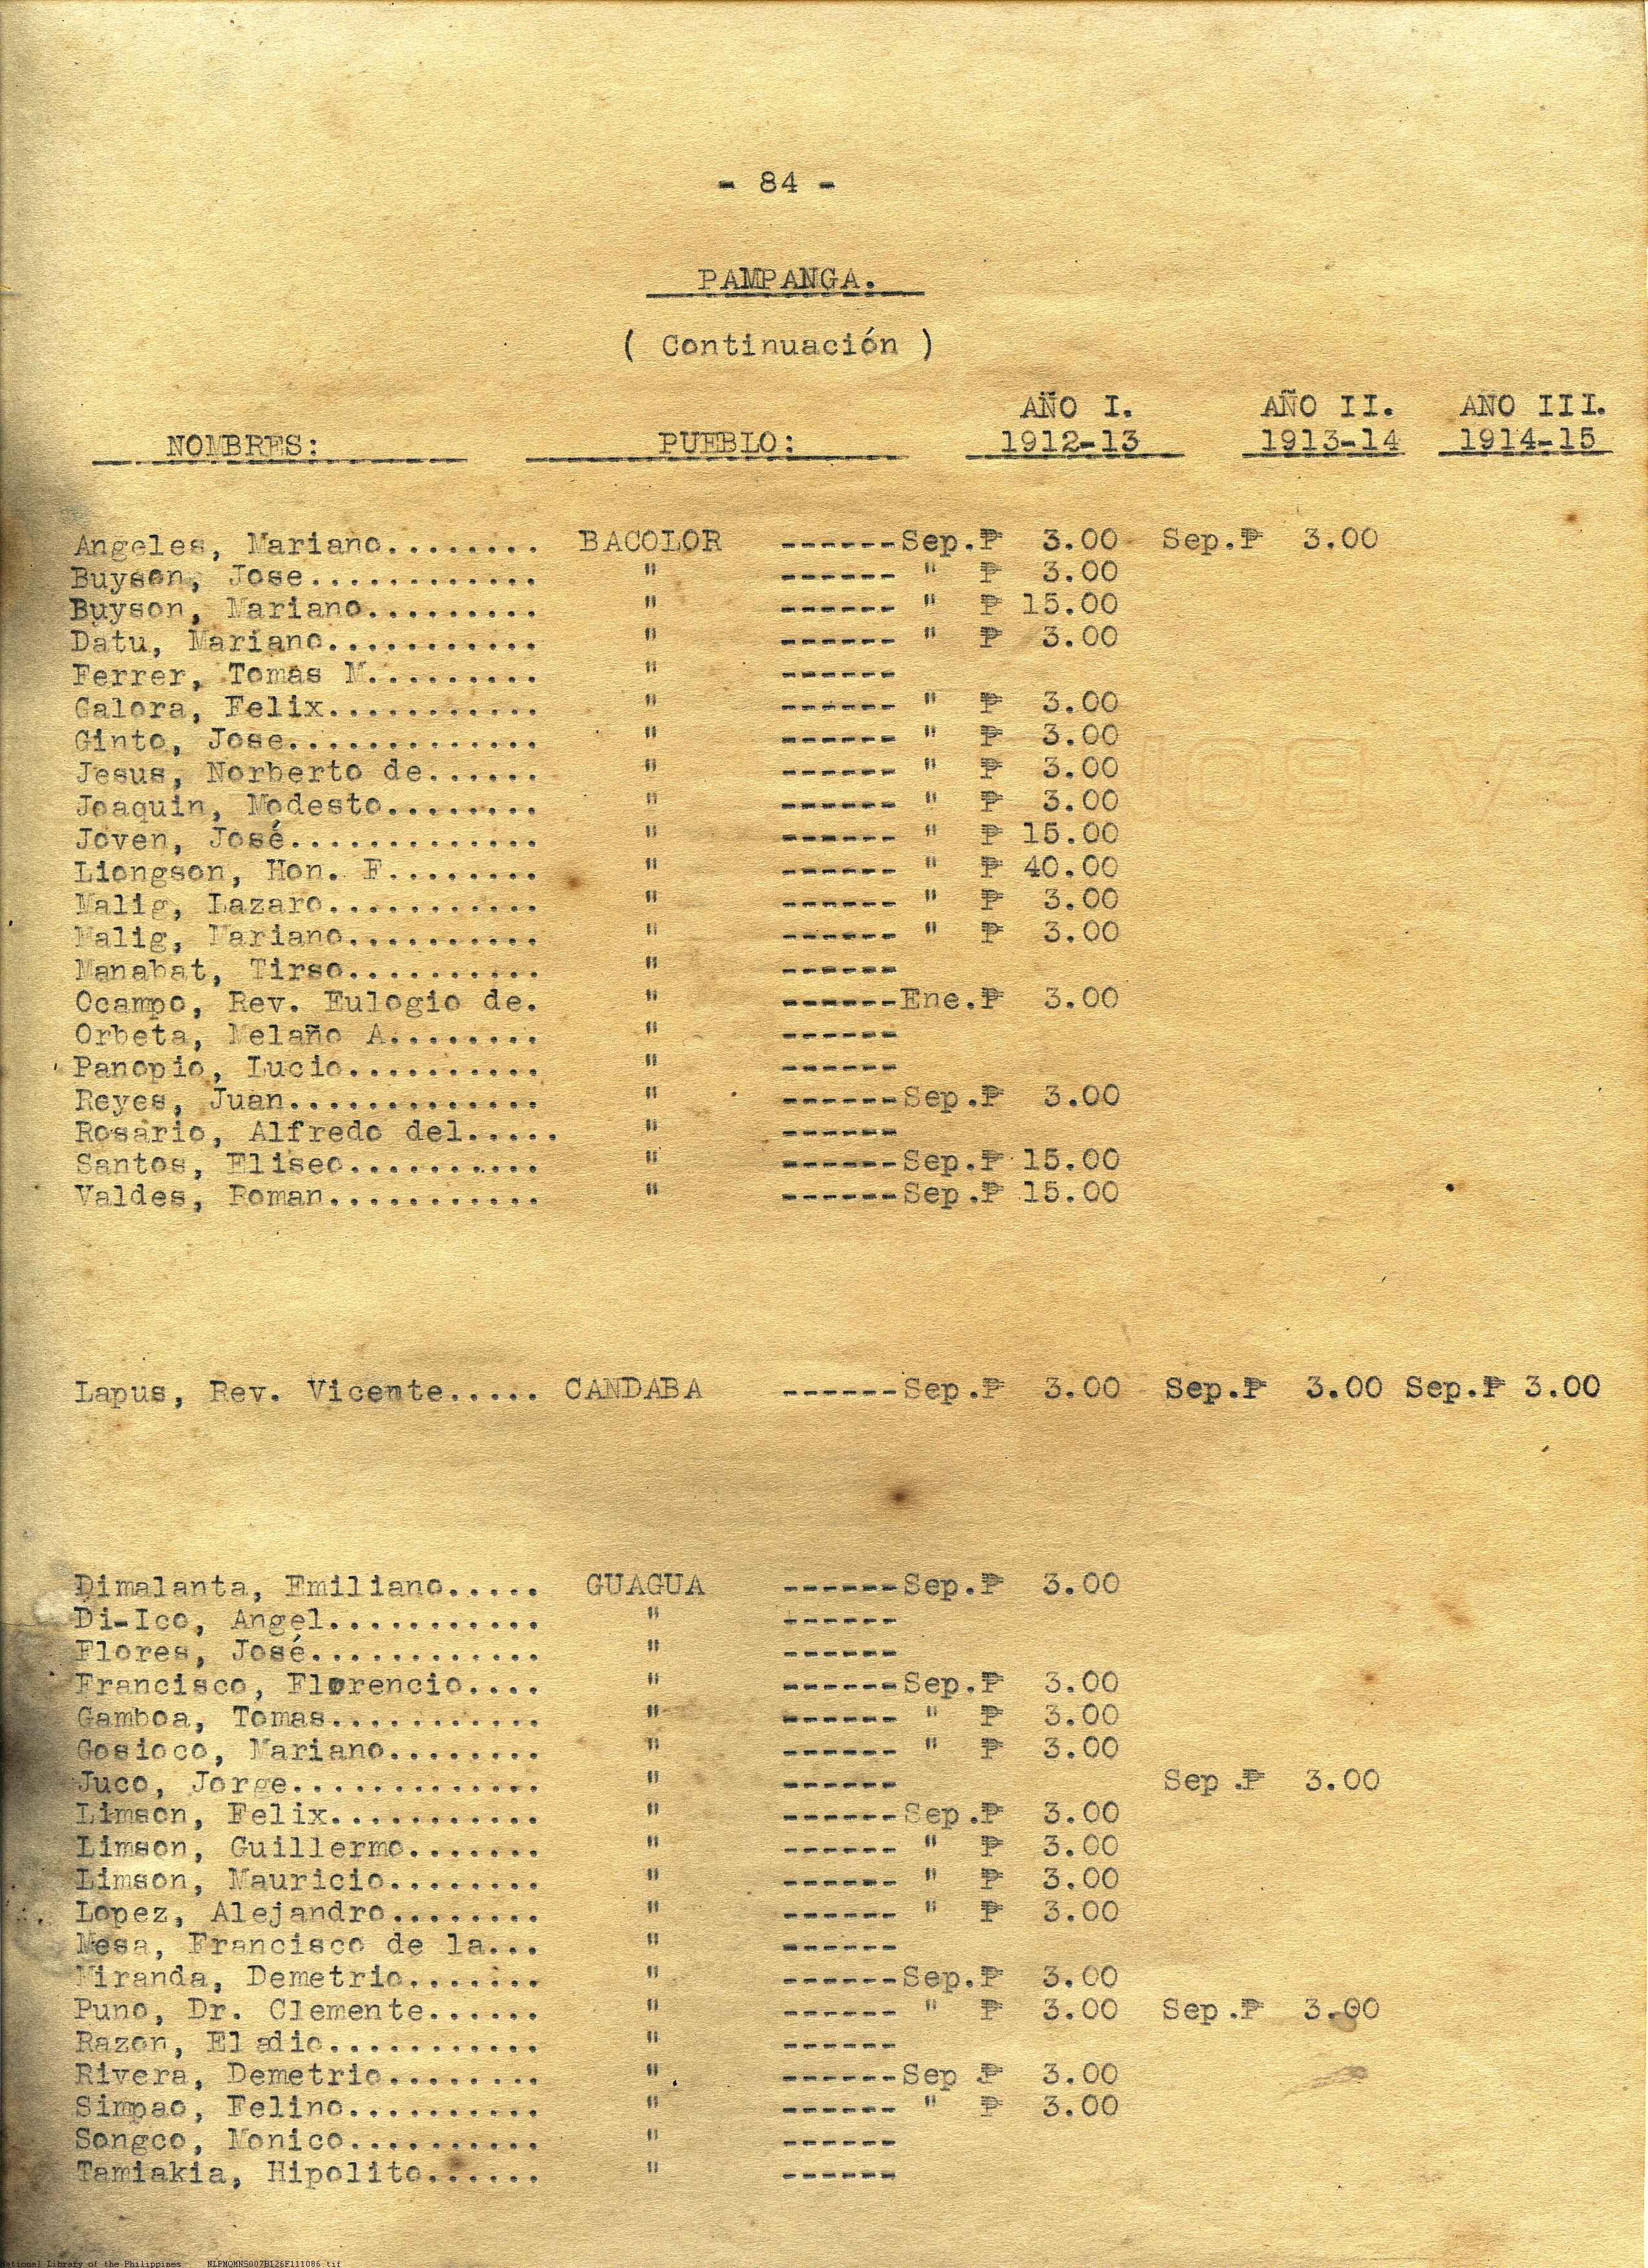 - 84 -
PAMPANGA.
( Continuación )
AÑO I. AÑO II. AÑO III.
NOMBRES: PUEBLO: 1912-13 1913-14 1914-15
Angeles, Mariano........ BACOLOR ------Sep.₱ 3.00 Sep.₱ 3.00
Buyson, Jose............ " ------ " ₱ 3.00
Buyson, Mariano......... " ------ " ₱ 15.00
Datu, Mariano........... " ------ " ₱ 3.00
Ferrer, Tomas M......... " ------
Galora, Felix........... " ------ " ₱ 3.00
Ginto, Jose............. " ------ " ₱ 3.00
Jesus, Norberto de...... " ------ " ₱ 3.00
Joaquin, Modesto........ " ------ " ₱ 3.00
Joven, José............. " ------ " ₱ 15.00
Liongson, Hon. F........ " ------ " ₱ 40.00
Malig, Lazaro........... " ------ " ₱ 3.00
Malig, Mariano.......... " ------ " ₱ 3.00
Manabat, Tirso.......... " ------
Ocampo, Rev. Eulogio de. " ------Ene.₱ 3.00
Orbeta, Melaño A........ " ------
Panopio, Lucio.......... " ------
Reyes, Juan............. " ------Sep.₱ 3.00
Rosario, Alfredo del..... " ------
Santos, Eliseo.......... " ------Sep.₱ 15.00
Valdes, Roman........... " ------Sep.₱ 15.00
Lapus, Rev. Vicente..... CANDABA ------Sep.₱ 3.00 Sep.₱ 3.00 Sep.₱ 3.00
Dimalanta, Emiliano..... GUAGUA ------Sep.₱ 3.00
Di-Ico, Angel........... " ------
Flores, José............ " ------
Francisco, Florencio.... " ------Sep.₱ 3.00
Gamboa, Tomas........... " ------ " ₱ 3.00
Gosioco, Mariano........ " ------ " ₱ 3.00
Juco, Jorge............. " ------ Sep.₱ 3.00
Limson, Felix........... " ------Sep.₱ 3.00
Limson, Guillermo....... " ------ " ₱ 3.00
Limson, Mauricio........ " ------ " ₱ 3.00
Lopez, Alejandro........ " ------ " ₱ 3.00
Mesa, Francisco de la... " ------
Miranda, Demetrio....... " ------Sep.₱ 3.00
Puno, Dr. Clemente...... " ------ " ₱ 3.00 Sep.₱ 3.00
Razon, Eladio........... " ------
Rivera, Demetrio........ " ------Sep ₱ 3.00
Simpao, Felino.......... " ------ " ₱ 3.00
Songco, Monico.......... " ------
Tamiakia, Hipolito...... " ------
National Library of the Philippines NLPMQMN5007B126F111086.tif